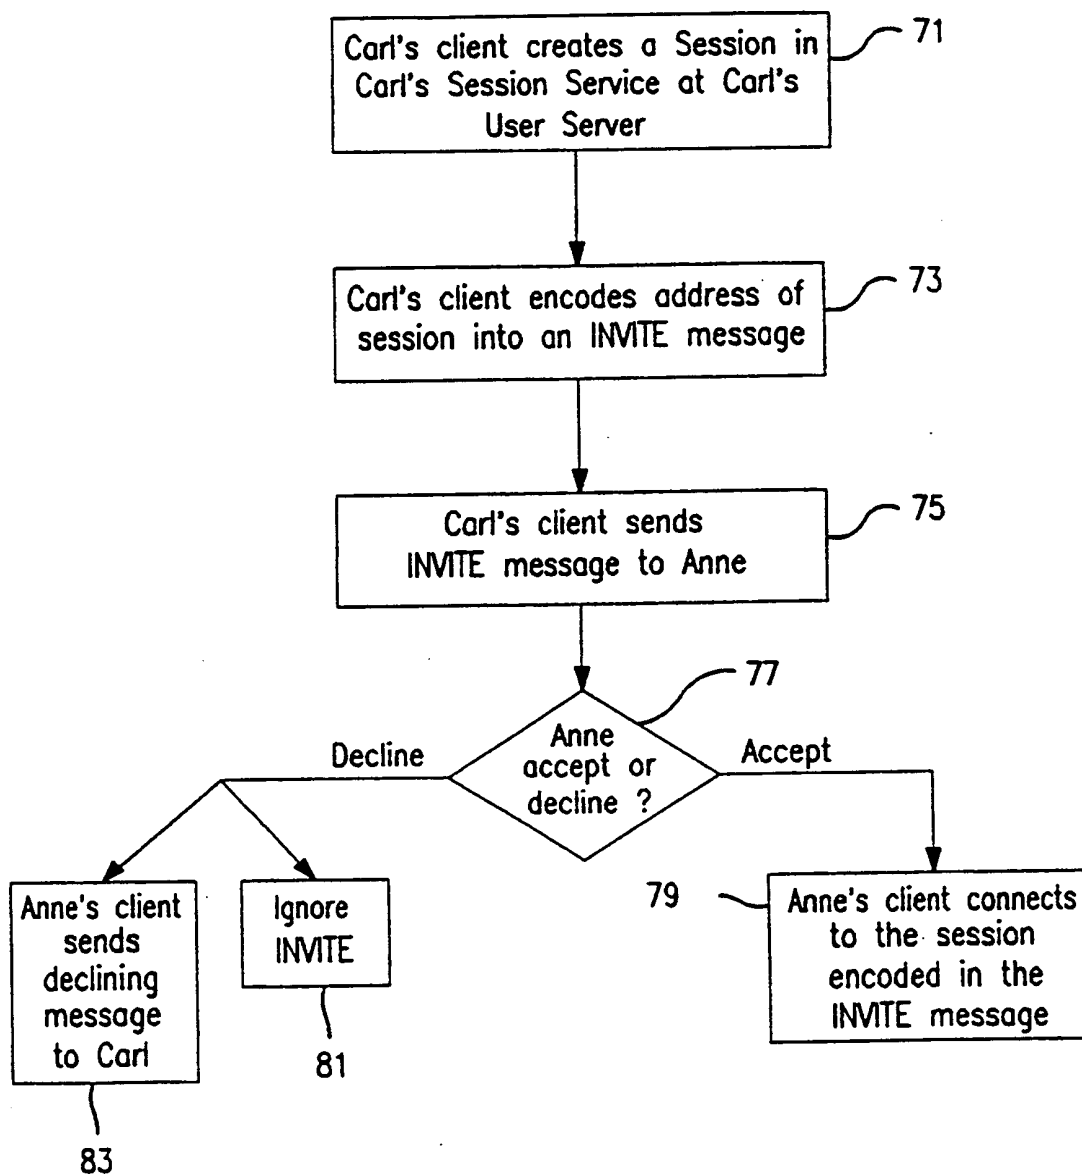 Carl's client creates a Session in
Carl's Session Service at Carl's
User Server
71
Carl's client encodes address of
session into an INVITE message
73
Carl's client sends
INVITE message to Anne
75
77
Anne
accept or
decline ?
Decline
Accept
Anne's client
sends
declining
message
to Carl
83
Ignore
INVITE
81
79
Anne's client connects
to the session
encoded in the
INVITE message